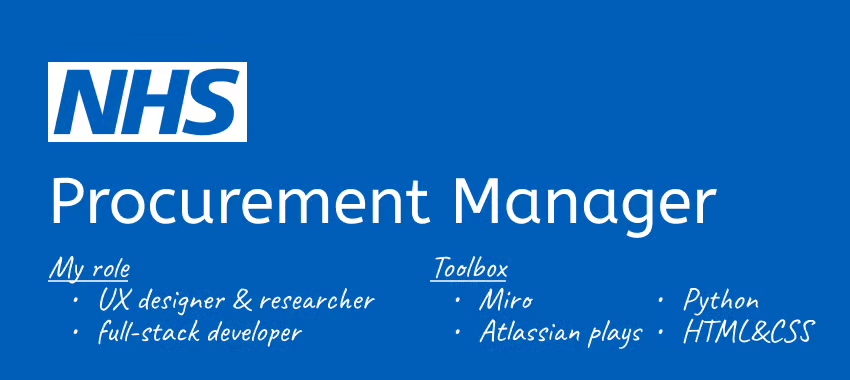 NHS
Procurement Manager
My role
• UX designer & researcher
• full-stack developer
Toolbox
• Miro
• Atlassian plays
• Python
• HTML&CSS